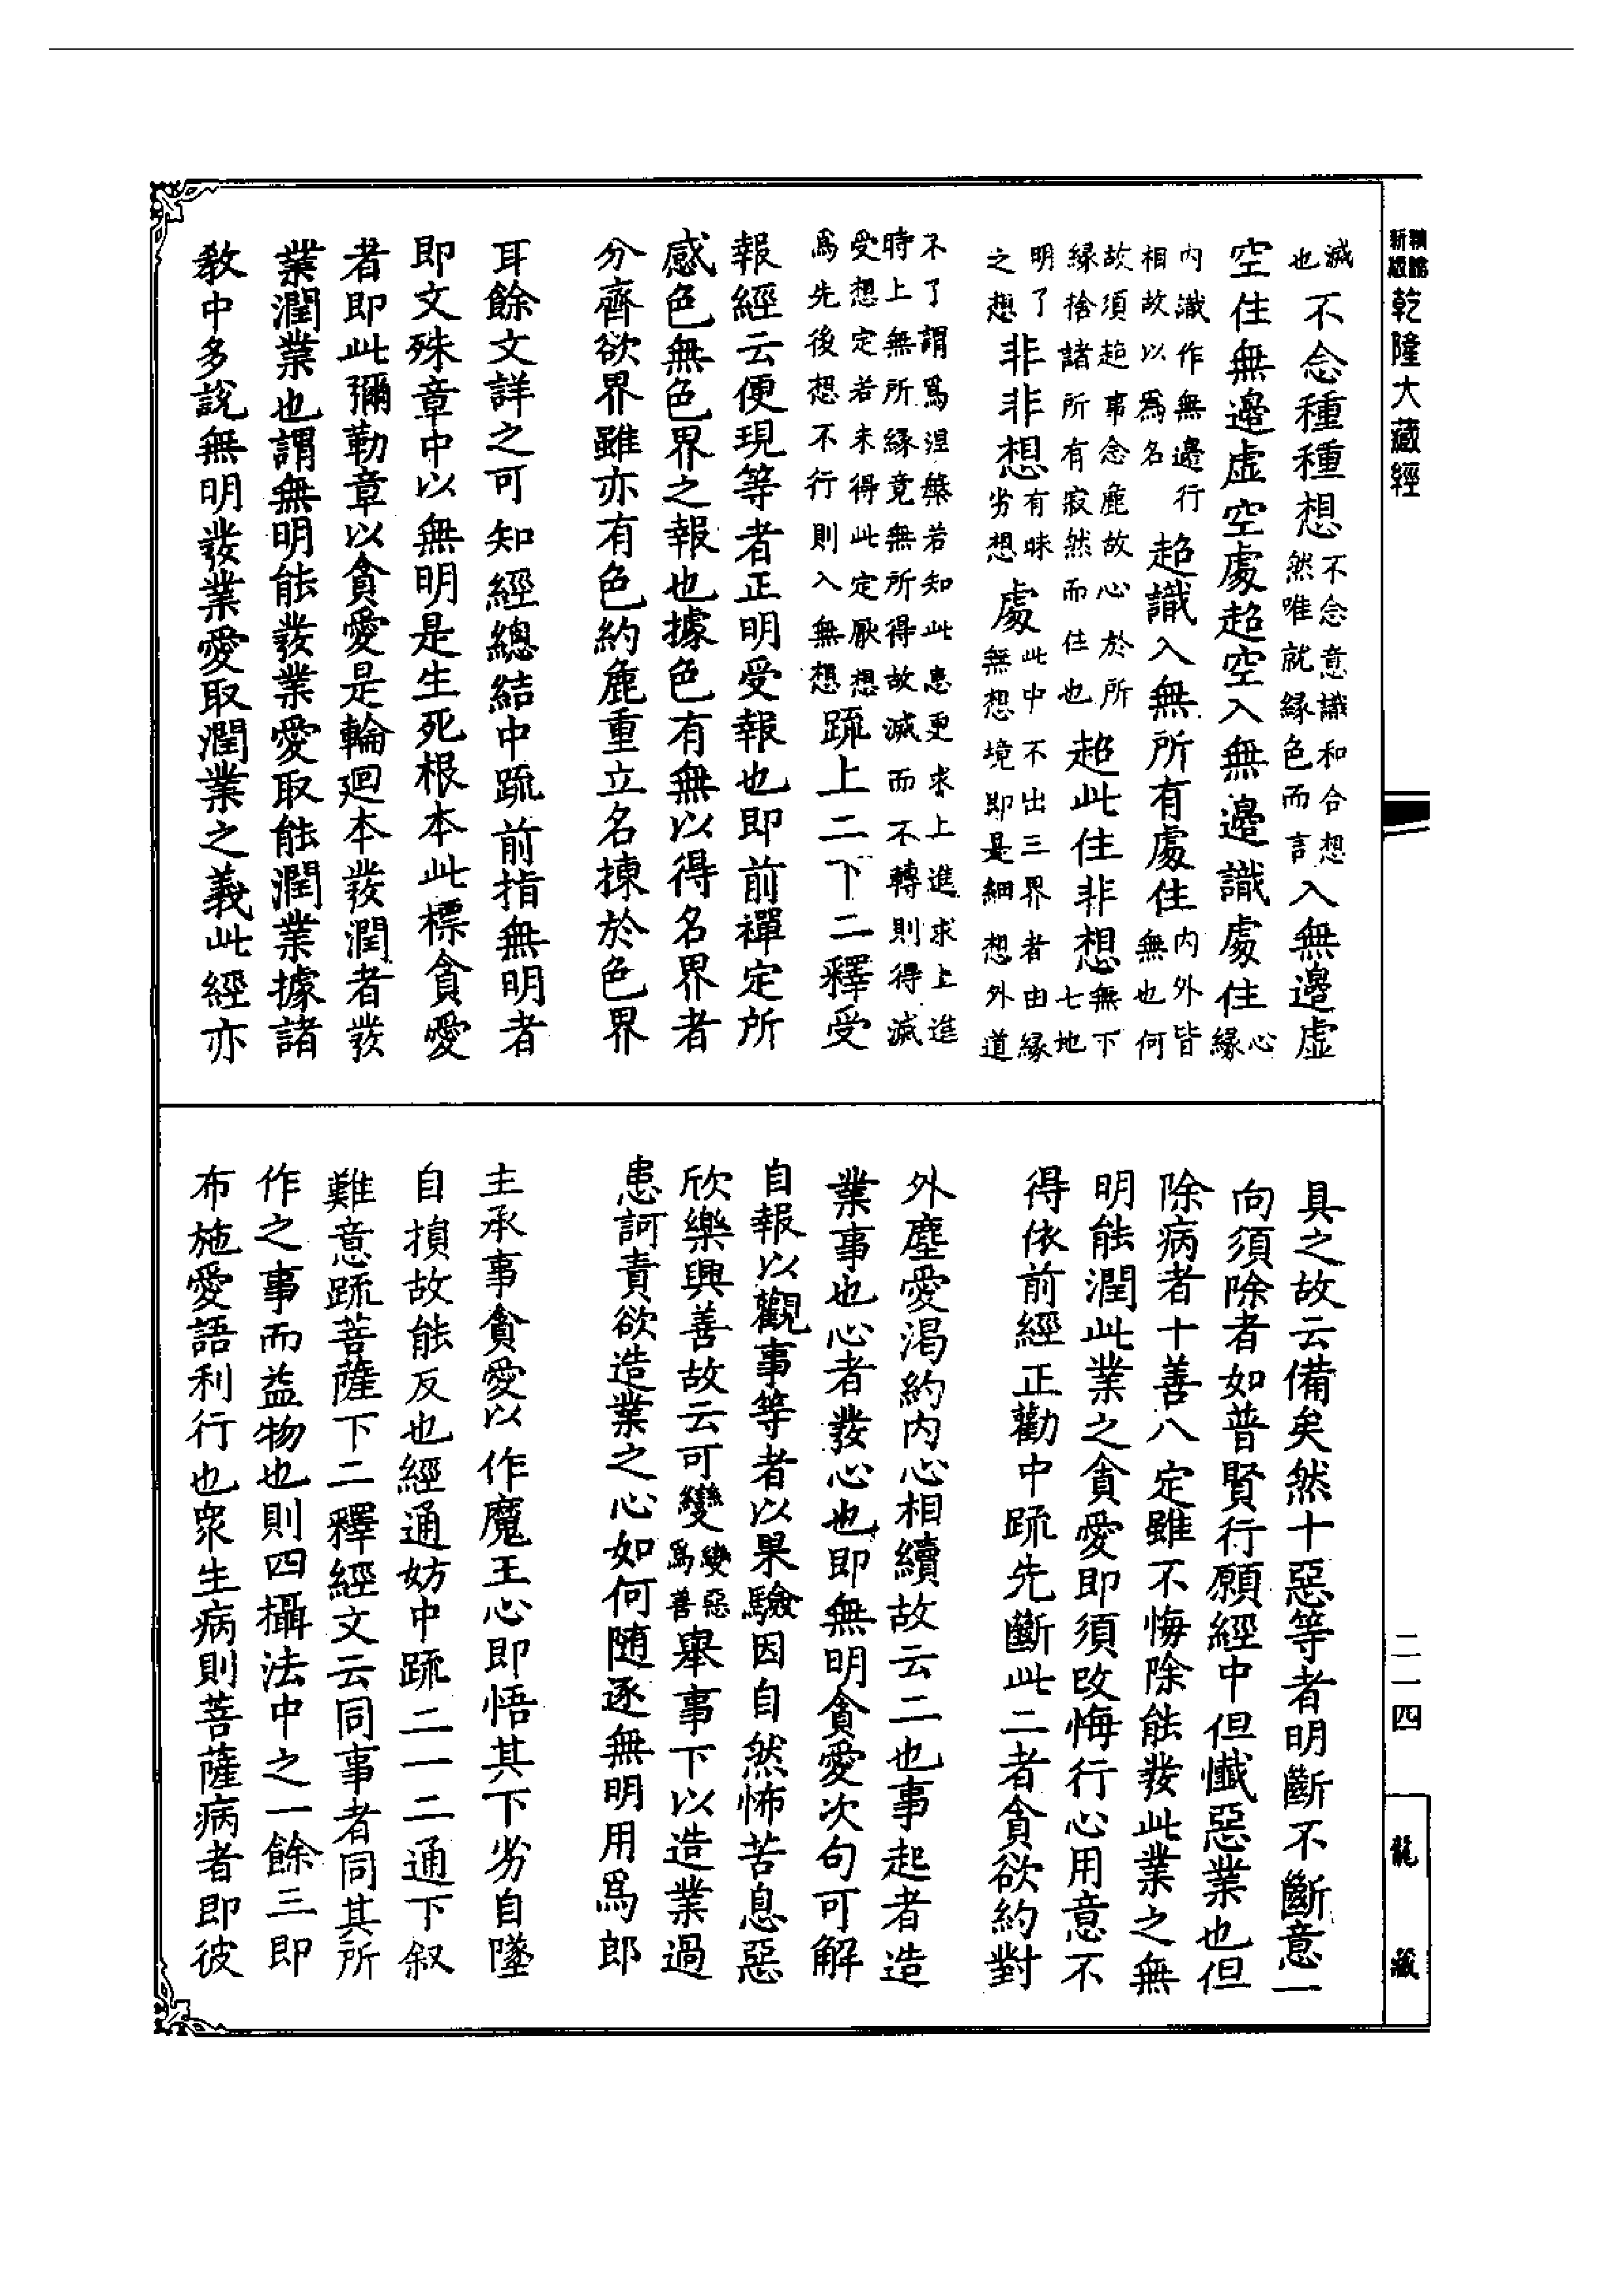 精縮新版乾隆大藏經
滅也不念種種想不念意識和合想然唯就緣色而言入無邊虛
空住無邊虛空處超空入無邊識處住心緣
內識作無邊行相故以為名超識入無所有處住內外皆無也何
故須超事念麁故心於所緣捨諸所有寂然而住也超此住非想無下七地
明了之想非非想有昧劣想處此中不出三界者由緣無想境即是細想外道
不了謂爲涅槃若知此患更求上進求上進時上無所緣竟無所得故滅而不轉則得滅
受想定若未得此定厭想爲先後想不行則入無想疏上二下二釋受
報經云便現等者正明受報也即前禪定所
感色無色界之報也據色有無以得名界者
分齊欲界雖亦有色約麁重立名揀於色界
耳餘文詳之可知經總結中疏前指無明者
即文殊章中以無明是生死根本此標貪愛
者即此彌勒章以貪愛是輪迴本發潤者發
業潤業也謂無明能發業愛取能潤業據諸
教中多說無明發業愛取潤業之義此經亦
具之故云備矣然十惡等者明斷不斷意一
向須除者如普賢行願經中但懺惡業也但
除病者十善八定雖不悔除能發此業之無
明能潤此業之貪愛即須改悔行心用意不
得依前經正勸中疏先斷此二者貪欲約對
外塵愛渴約內心相續故云二也事起者造
業事也心者發心也即無明貪愛次句可解
自報以觀事等者以果驗因自然怖苦息惡
欣樂興善故云可變變惡爲善舉事下以造業過
患訶責欲造業之心如何隨逐無明用爲郎
主承事貪愛以作魔王心即悟其下劣自墜
自損故能反也經通妨中疏二一二通下叙
難意疏菩薩下二釋經文云同事者同其所
作之事而益物也則四攝法中之一餘三即
布施愛語利行也眾生病則菩薩病者即彼
二一四
龍藏